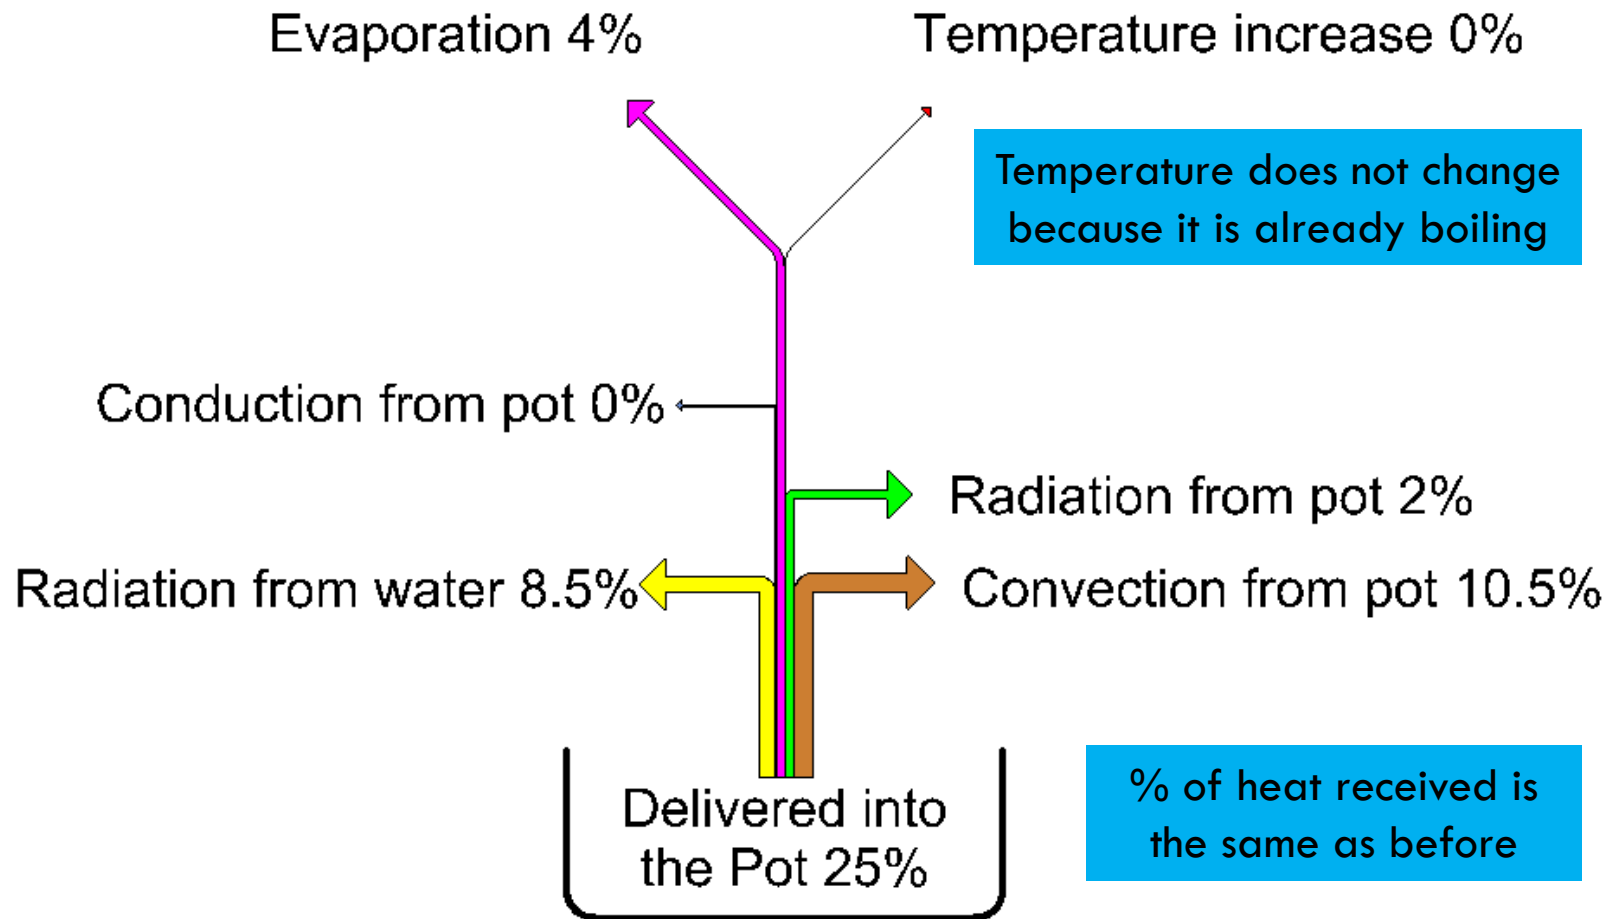 Evaporation 4%
Temperature increase 0%
Temperature does not change
because it is already boiling
Conduction from pot 0%
Radiation from pot 2%
Radiation from water 8.5%
Convection from pot 10.5%
Delivered into
the Pot 25%
% of heat received is
the same as before